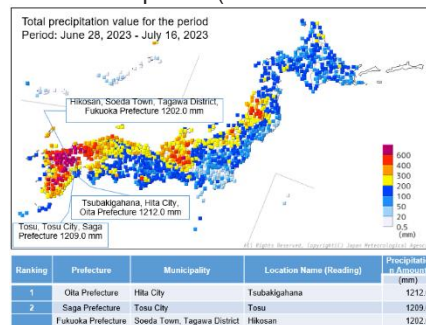 Total precipitation value for the period
Period: June 28, 2023 - July 16, 2023
Hikosan, Soeda Town, Tagawa District,
Fukuoka Prefecture 1202.0 mm
Tsubakigahana, Hita City,
Oita Prefecture 1212.0 mm
Tosu, Tosu City, Saga
Prefecture 1209.0 mm
600
400
300
200
100
50
20
0.5
(mm)
Rights Reserved, Copyright(C) Japan Meteorological Agenc
Ranking Prefecture Municipality Location Name (Reading) Precipitatio
n Amount
(mm)
1 Oita Prefecture Hita City Tsubakigahana 1212.
2 Saga Prefecture Tosu City Tosu 1209.
Fukuoka Prefecture Soeda Town, Tagawa District Hikosan 1202.